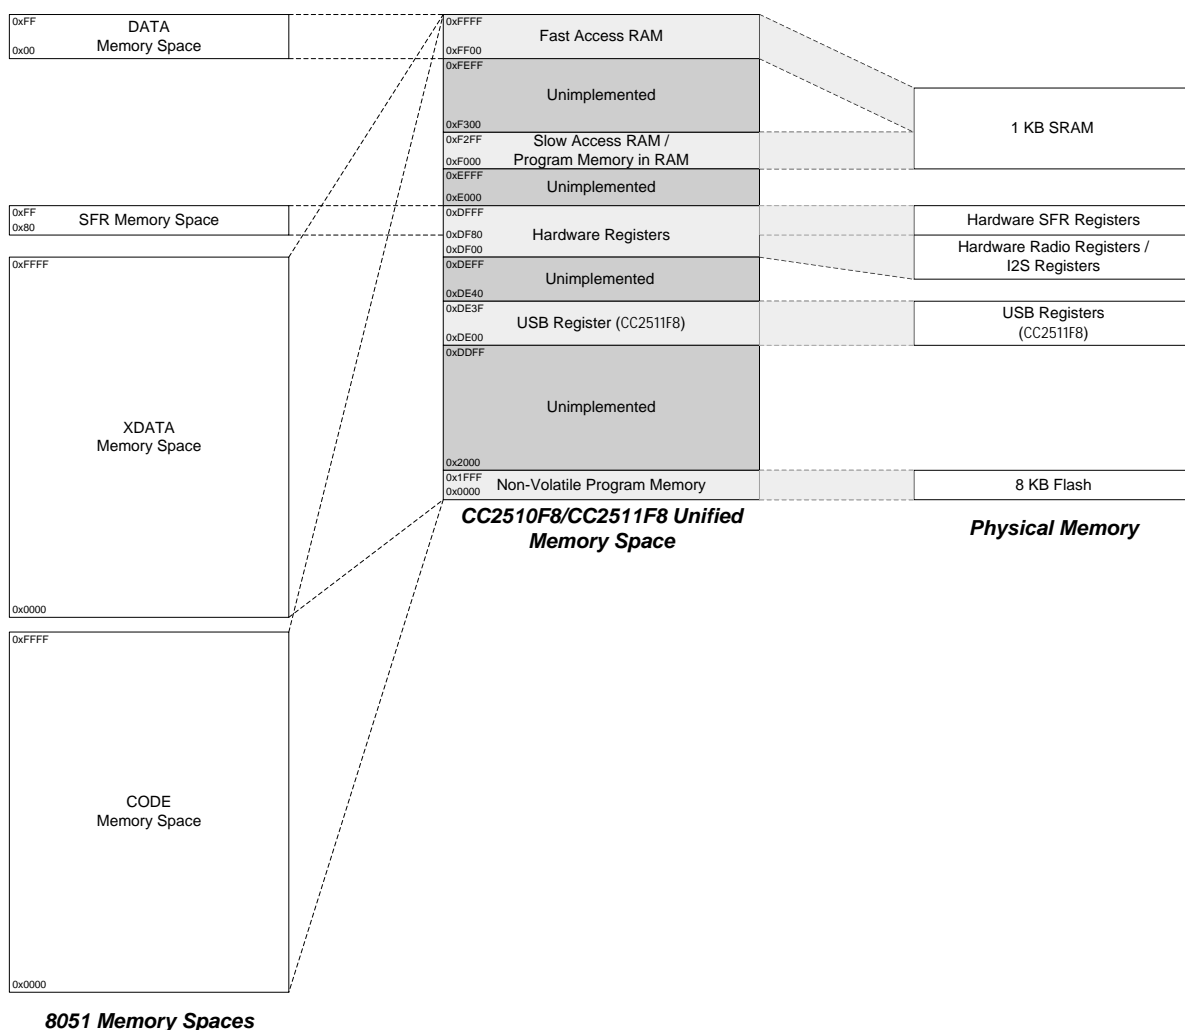 0xFF
DATA
Memory Space
0x00
0xFF
SFR Memory Space
0x80
0xFFFF
XDATA
Memory Space
0x0000
0xFFFF
CODE
Memory Space
0x0000
8051 Memory Spaces
0xFFFF
Fast Access RAM
0xFF00
0xFEFF
Unimplemented
0xF300
0xF2FF
Slow Access RAM /
Program Memory in RAM
0xF000
0xEFFF
Unimplemented
0xE000
0xDFFF
0xDF80
Hardware Registers
0xDF00
0xDEFF
Unimplemented
0xDE40
0xDE3F
USB Register (CC2511F8)
0xDE00
0xDDFF
Unimplemented
0x2000
0x1FFF
Non-Volatile Program Memory
0x0000
CC2510F8/CC2511F8 Unified
Memory Space
1 KB SRAM
Hardware SFR Registers
Hardware Radio Registers /
I2S Registers
USB Registers
(CC2511F8)
8 KB Flash
Physical Memory